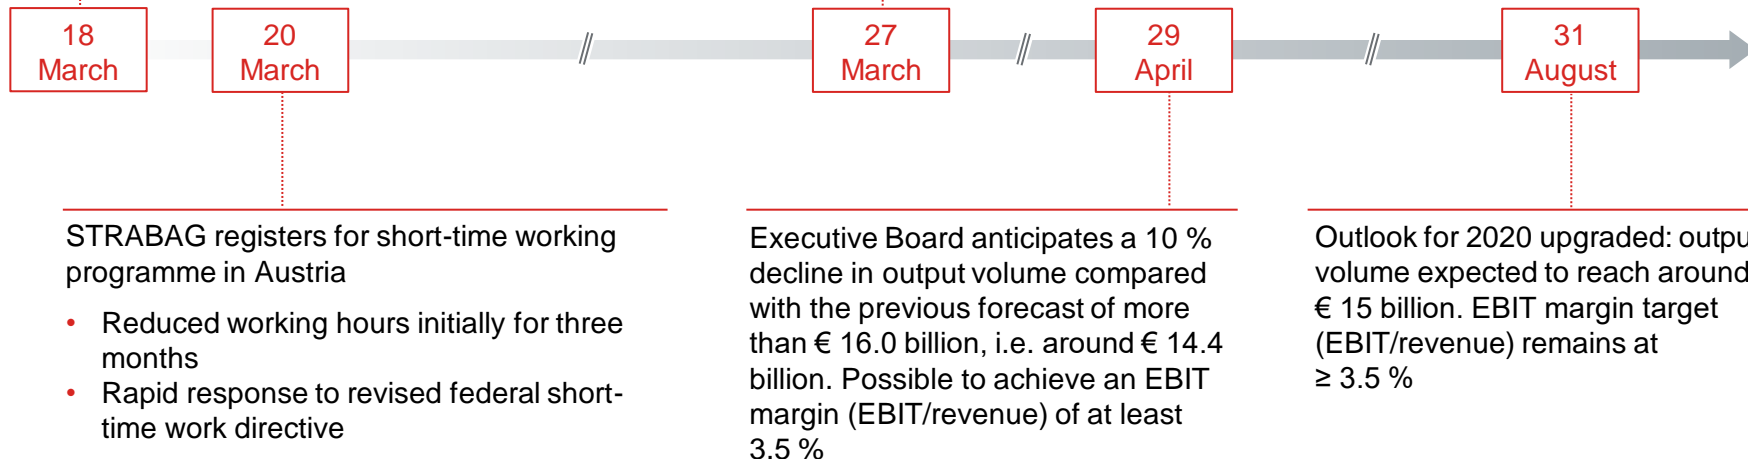 18
March
20
March
27
March
29
April
31
August
STRABAG registers for short-time working
programme in Austria
• Reduced working hours initially for three
months
• Rapid response to revised federal short-
time work directive
Executive Board anticipates a 10 %
decline in output volume compared
with the previous forecast of more
than € 16.0 billion, i.e. around € 14.4
billion. Possible to achieve an EBIT
margin (EBIT/revenue) of at least
3.5 %
Outlook for 2020 upgraded: outpu
volume expected to reach around
€ 15 billion. EBIT margin target
(EBIT/revenue) remains at
≥ 3.5 %